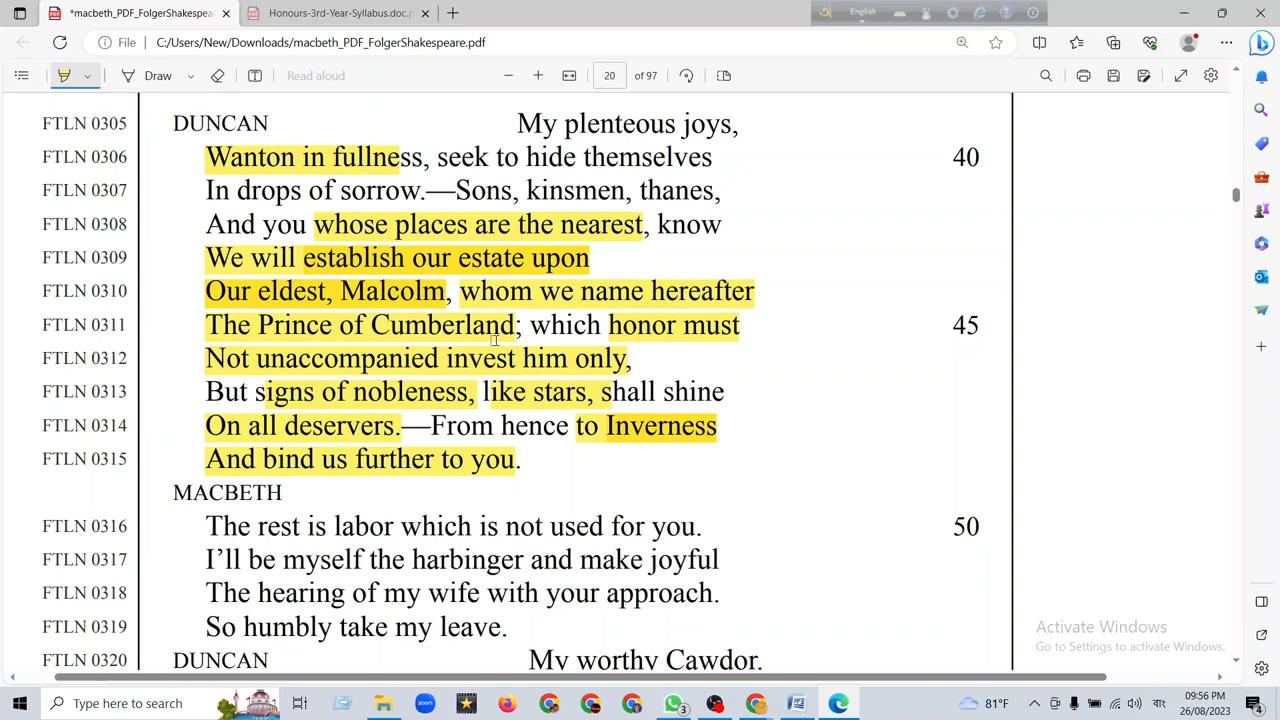 *macbeth_PDF_FolgerShakespeare
Honours-3rd-Year-Syllabus.doc.p
English
File
C:/Users/New/Downloads/macbeth_PDF_FolgerShakespeare.pdf
Draw
Read aloud
20 of 97
FTLN 0305 DUNCAN My plenteous joys,
FTLN 0306 Wanton in fullness, seek to hide themselves 40
FTLN 0307 In drops of sorrow.—Sons, kinsmen, thanes,
FTLN 0308 And you whose places are the nearest, know
FTLN 0309 We will establish our estate upon
FTLN 0310 Our eldest, Malcolm, whom we name hereafter
FTLN 0311 The Prince of Cumberland; which honor must 45
FTLN 0312 Not unaccompanied invest him only,
FTLN 0313 But signs of nobleness, like stars, shall shine
FTLN 0314 On all deservers.—From hence to Inverness
FTLN 0315 And bind us further to you.
MACBETH
FTLN 0316 The rest is labor which is not used for you. 50
FTLN 0317 I’ll be myself the harbinger and make joyful
FTLN 0318 The hearing of my wife with your approach.
FTLN 0319 So humbly take my leave.
FTLN 0320 DUNCAN My worthy Cawdor.
Activate Windows
Go to Settings to activate Windows.
Type here to search
zoom
3
81°F
বাং
09:56 PM
26/08/2023
4